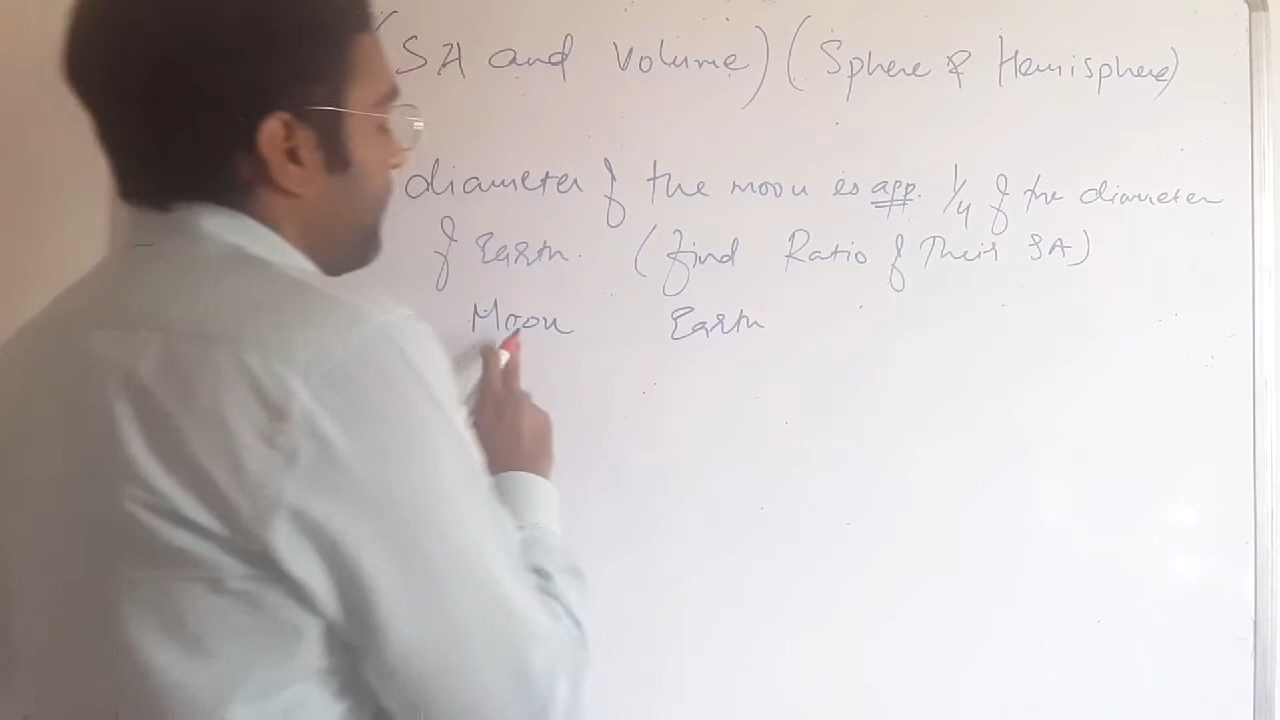 (SA and Volume) (Sphere & Hemisphere)
diameter of the moon is app. 1/4 of the diameter
of Earth. (find Ratio of Their SA)
Moon Earth